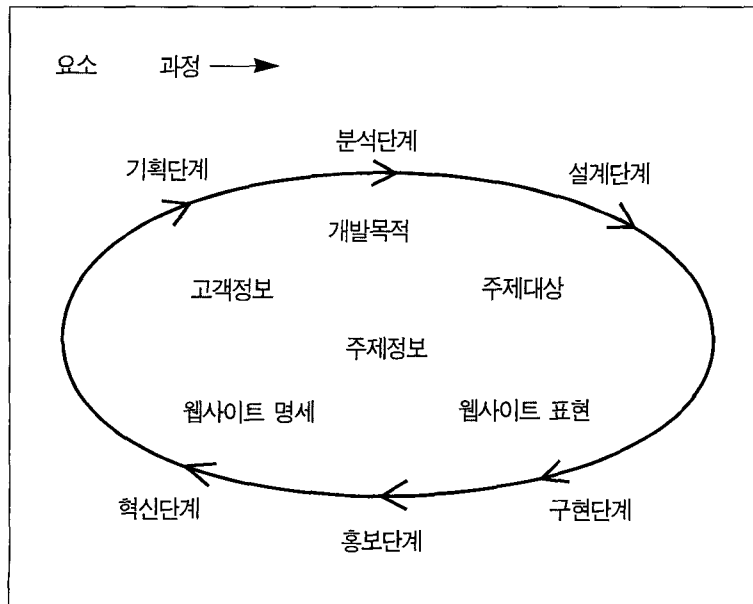 요소 과정
분석단계
기획단계 설계단계
개발목적
고객정보 주제대상
주제정보
웹사이트 명세 웹사이트 표현
혁신단계 구현단계
홍보단계